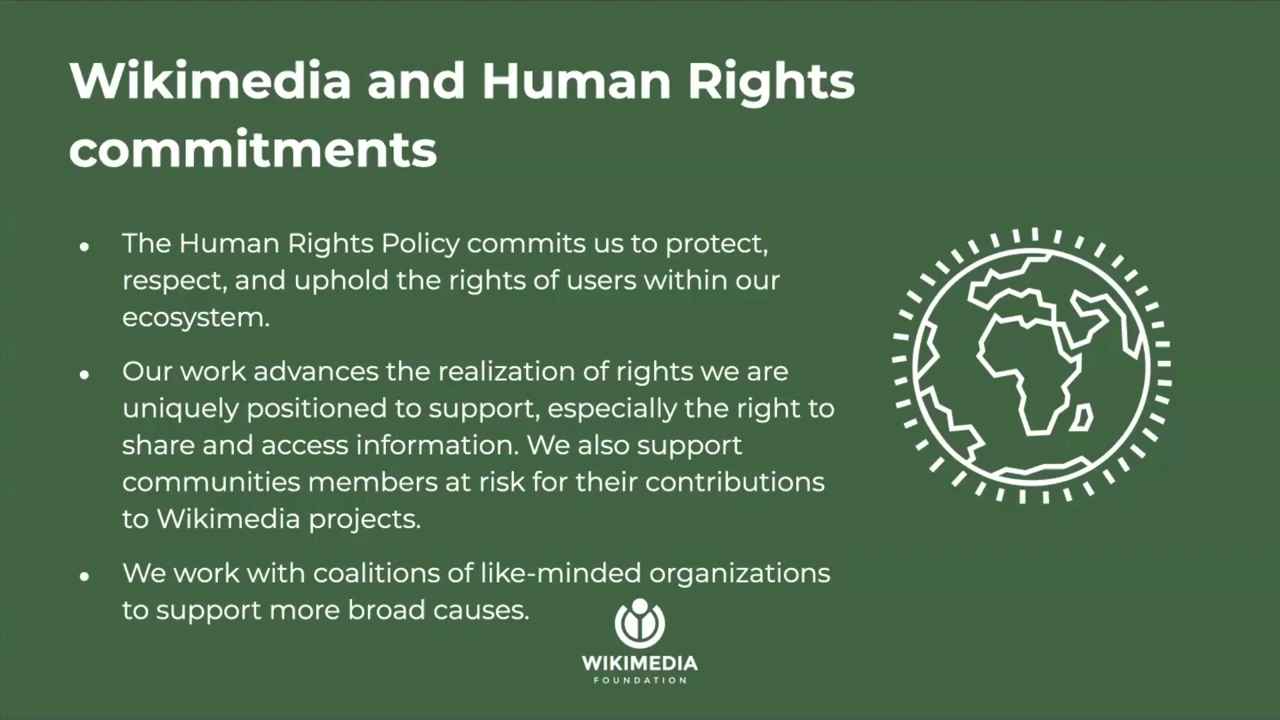 Wikimedia and Human Rights
commitments
● The Human Rights Policy commits us to protect,
respect, and uphold the rights of users within our
ecosystem.
● Our work advances the realization of rights we are
uniquely positioned to support, especially the right to
share and access information. We also support
communities members at risk for their contributions
to Wikimedia projects.
● We work with coalitions of like-minded organizations
to support more broad causes.
WIKIMEDIA
FOUNDATION